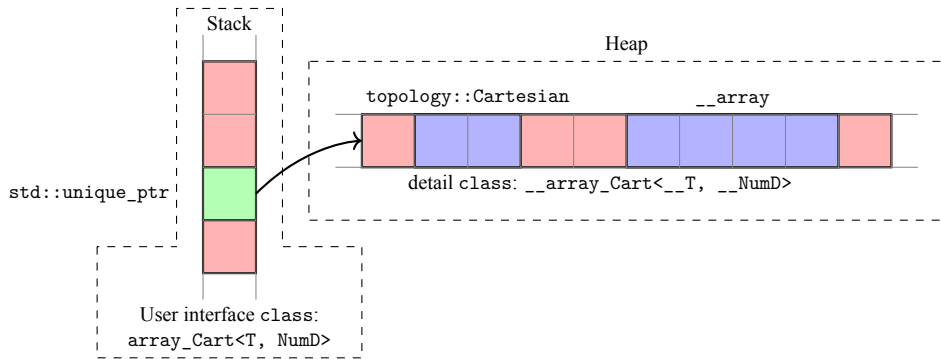 Stack
Heap
topology::Cartesian
__array
detail class: __array_Cart<__T, __NumD>
std::unique_ptr
User interface class:
array_Cart<T, NumD>